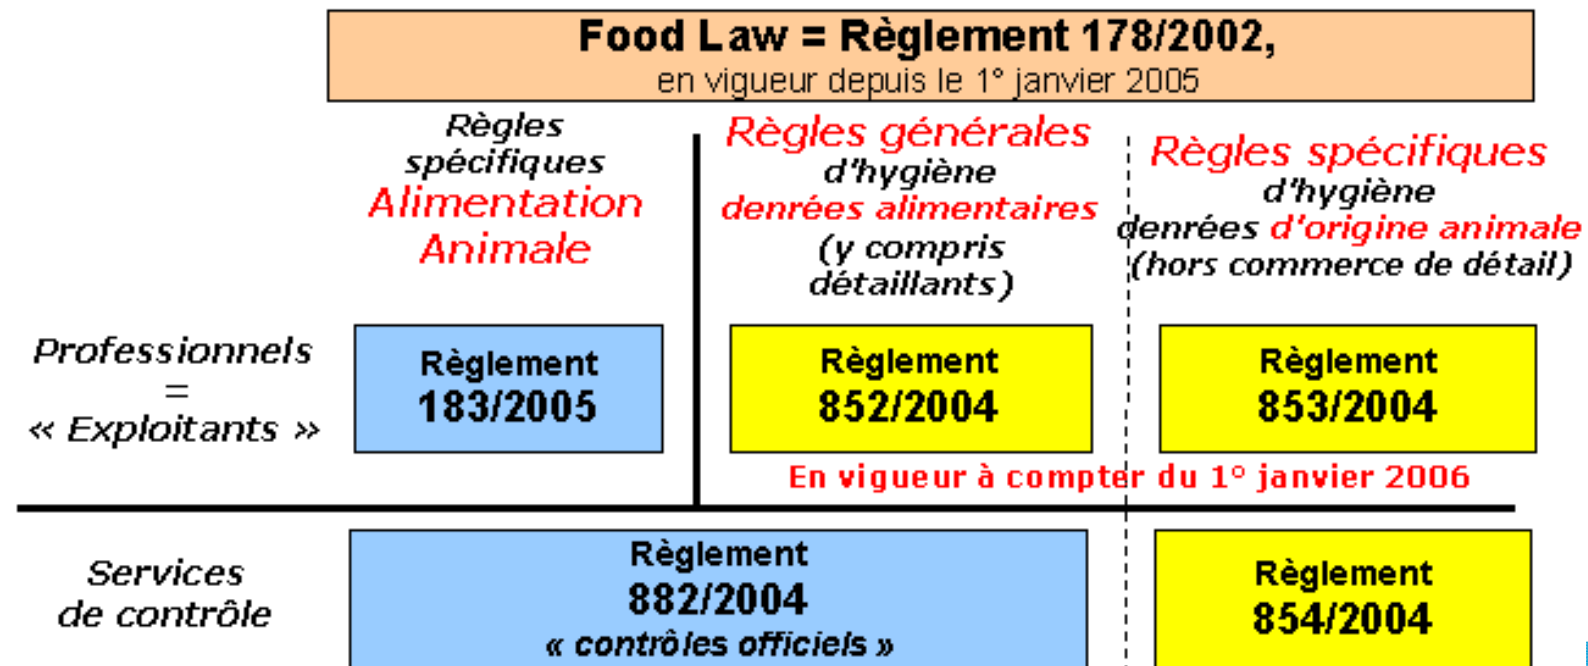 Food Law = Règlement 178/2002,
en vigueur depuis le 1° janvier 2005
Règles
spécifiques
Alimentation
Animale
Règles générales
d'hygiène
denrées alimentaires
(y compris
détaillants)
Règles spécifiques
d'hygiène
denrées d'origine animale
(hors commerce de détail)
Professionnels
=
« Exploitants »
Règlement
183/2005
Règlement
852/2004
Règlement
853/2004
En vigueur à compter du 1° janvier 2006
Services
de contrôle
Règlement
882/2004
« contrôles officiels »
Règlement
854/2004